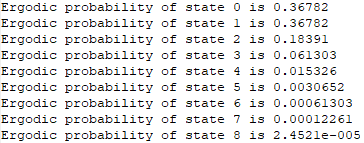 Ergodic probability of state 0 is 0.36782
Ergodic probability of state 1 is 0.36782
Ergodic probability of state 2 is 0.18391
Ergodic probability of state 3 is 0.061303
Ergodic probability of state 4 is 0.015326
Ergodic probability of state 5 is 0.0030652
Ergodic probability of state 6 is 0.00061303
Ergodic probability of state 7 is 0.00012261
Ergodic probability of state 8 is 2.4521e-005